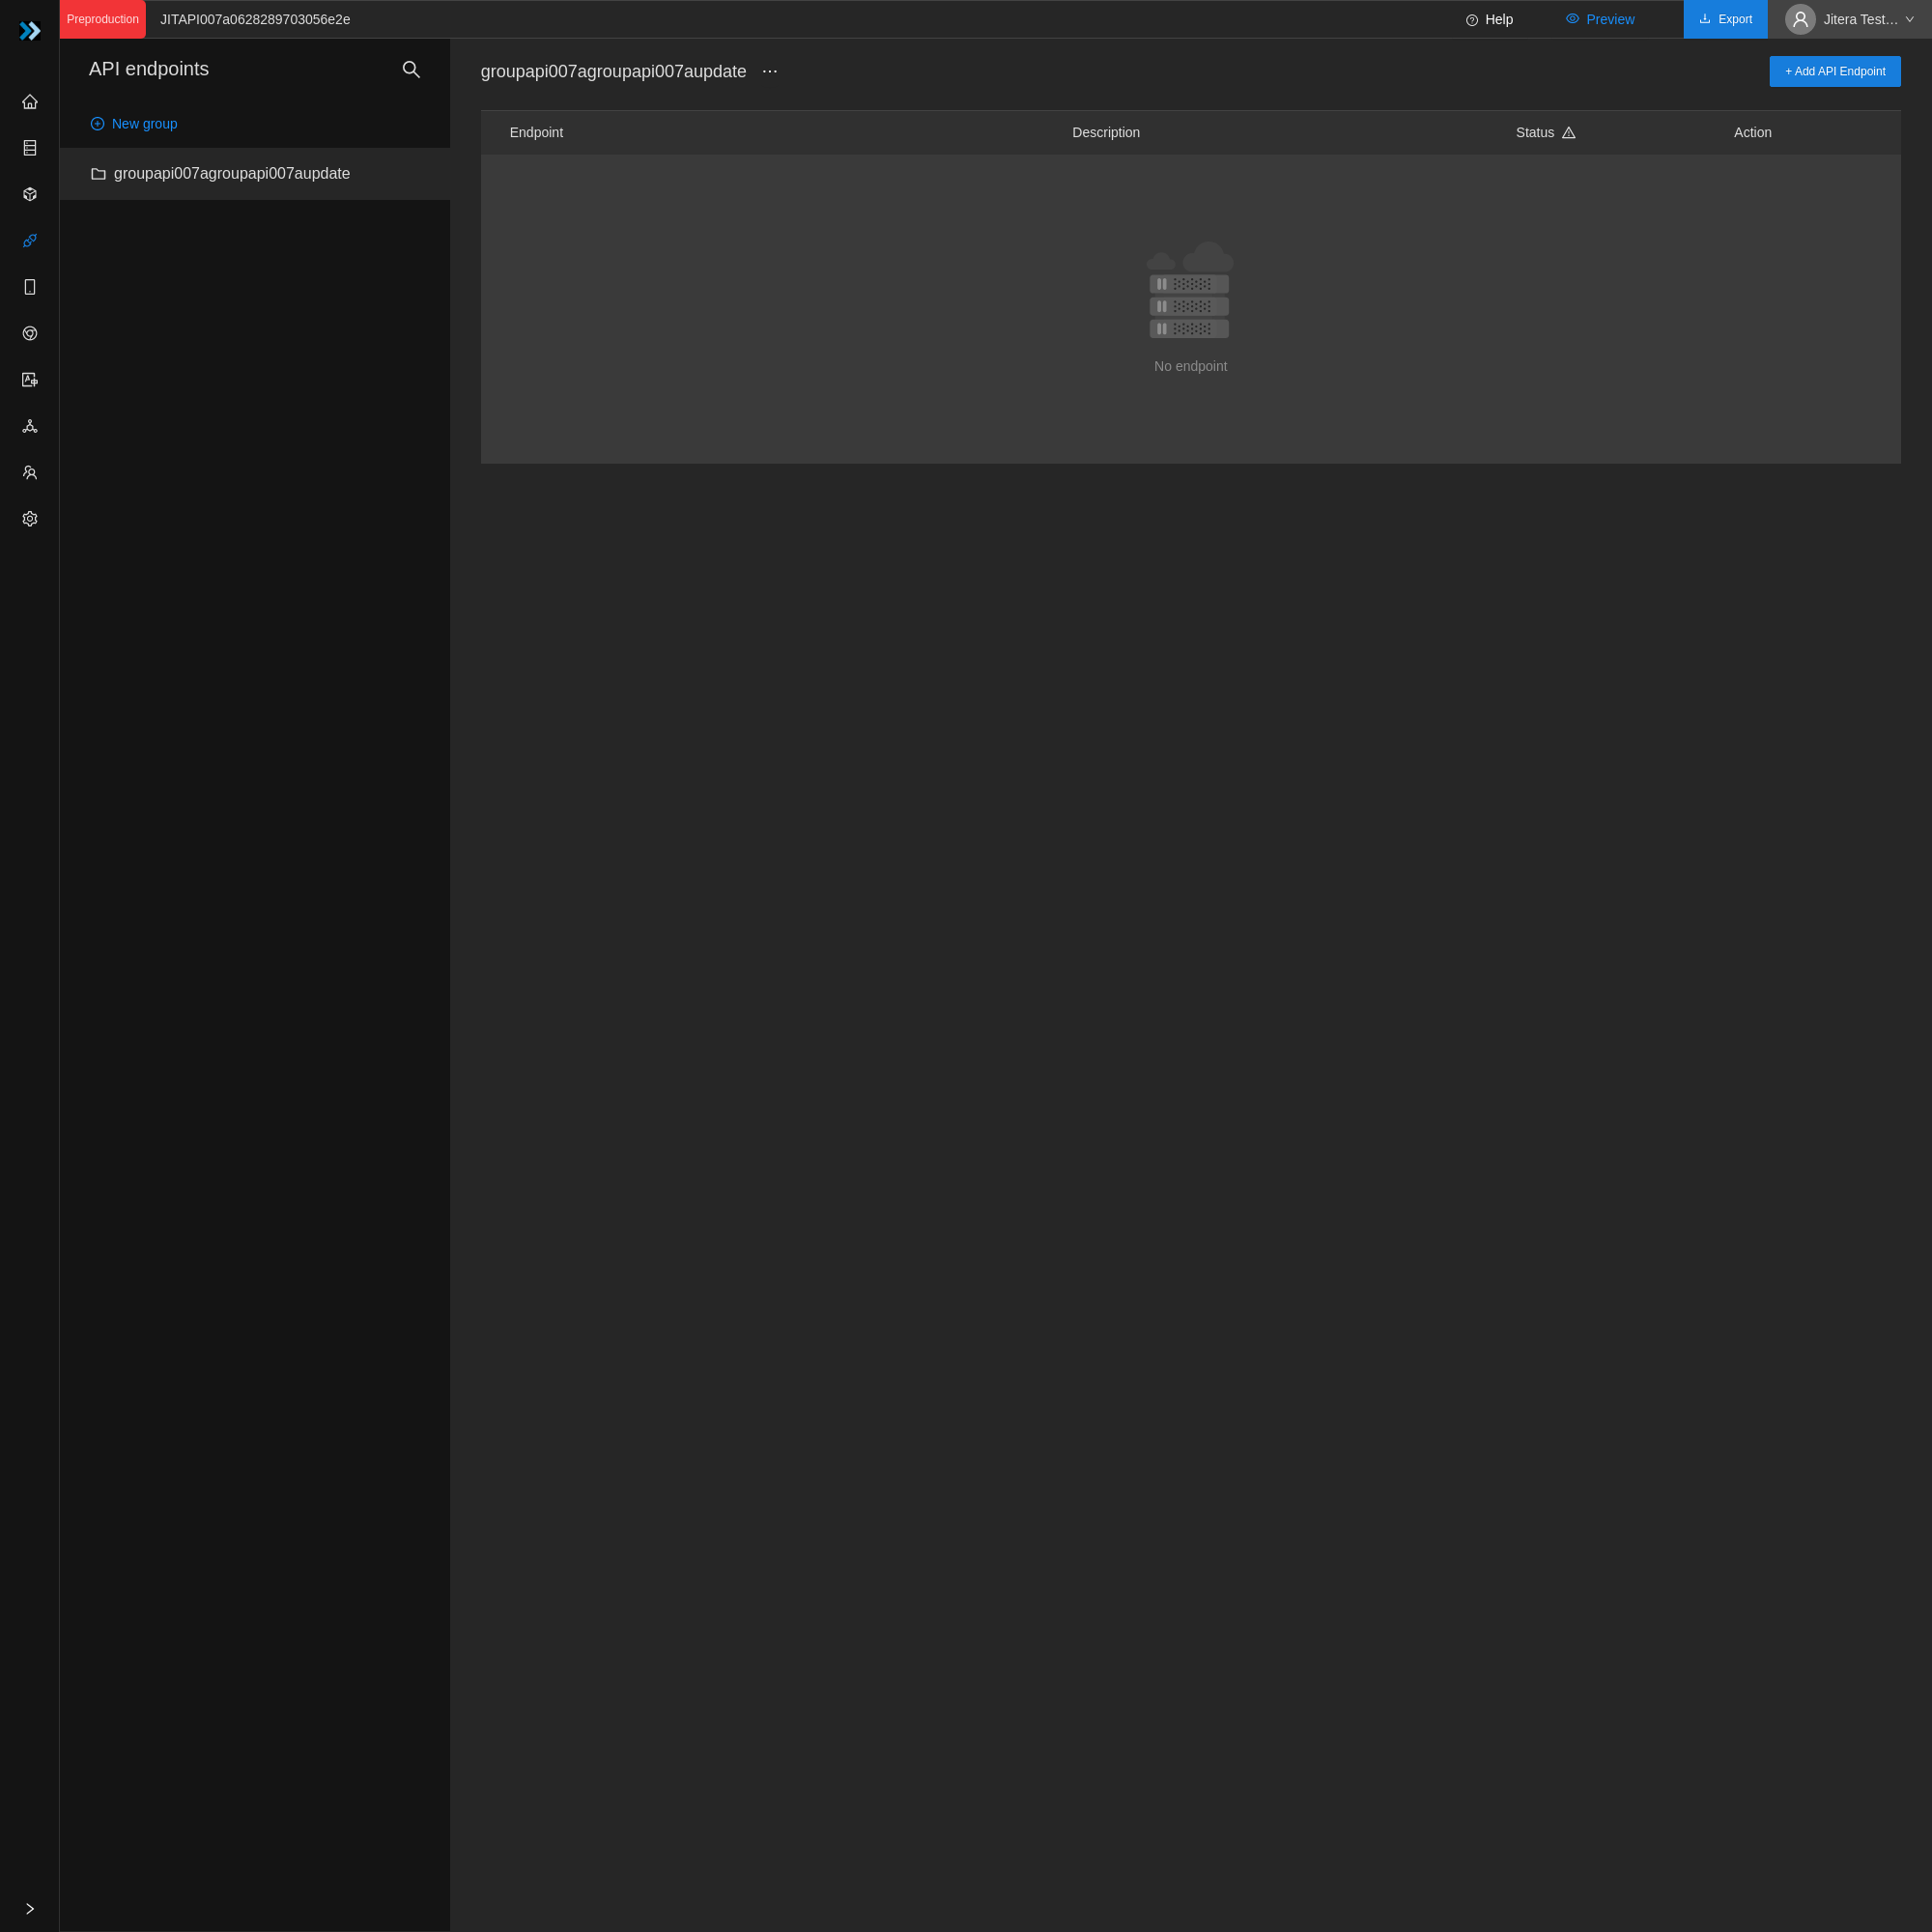 Preproduction
JITAPI007a0628289703056e2e
Help
Preview
Export
Jitera Test…
API endpoints
New group
groupapi007agroupapi007aupdate
groupapi007agroupapi007aupdate
+ Add API Endpoint
Endpoint Description Status Action
No endpoint